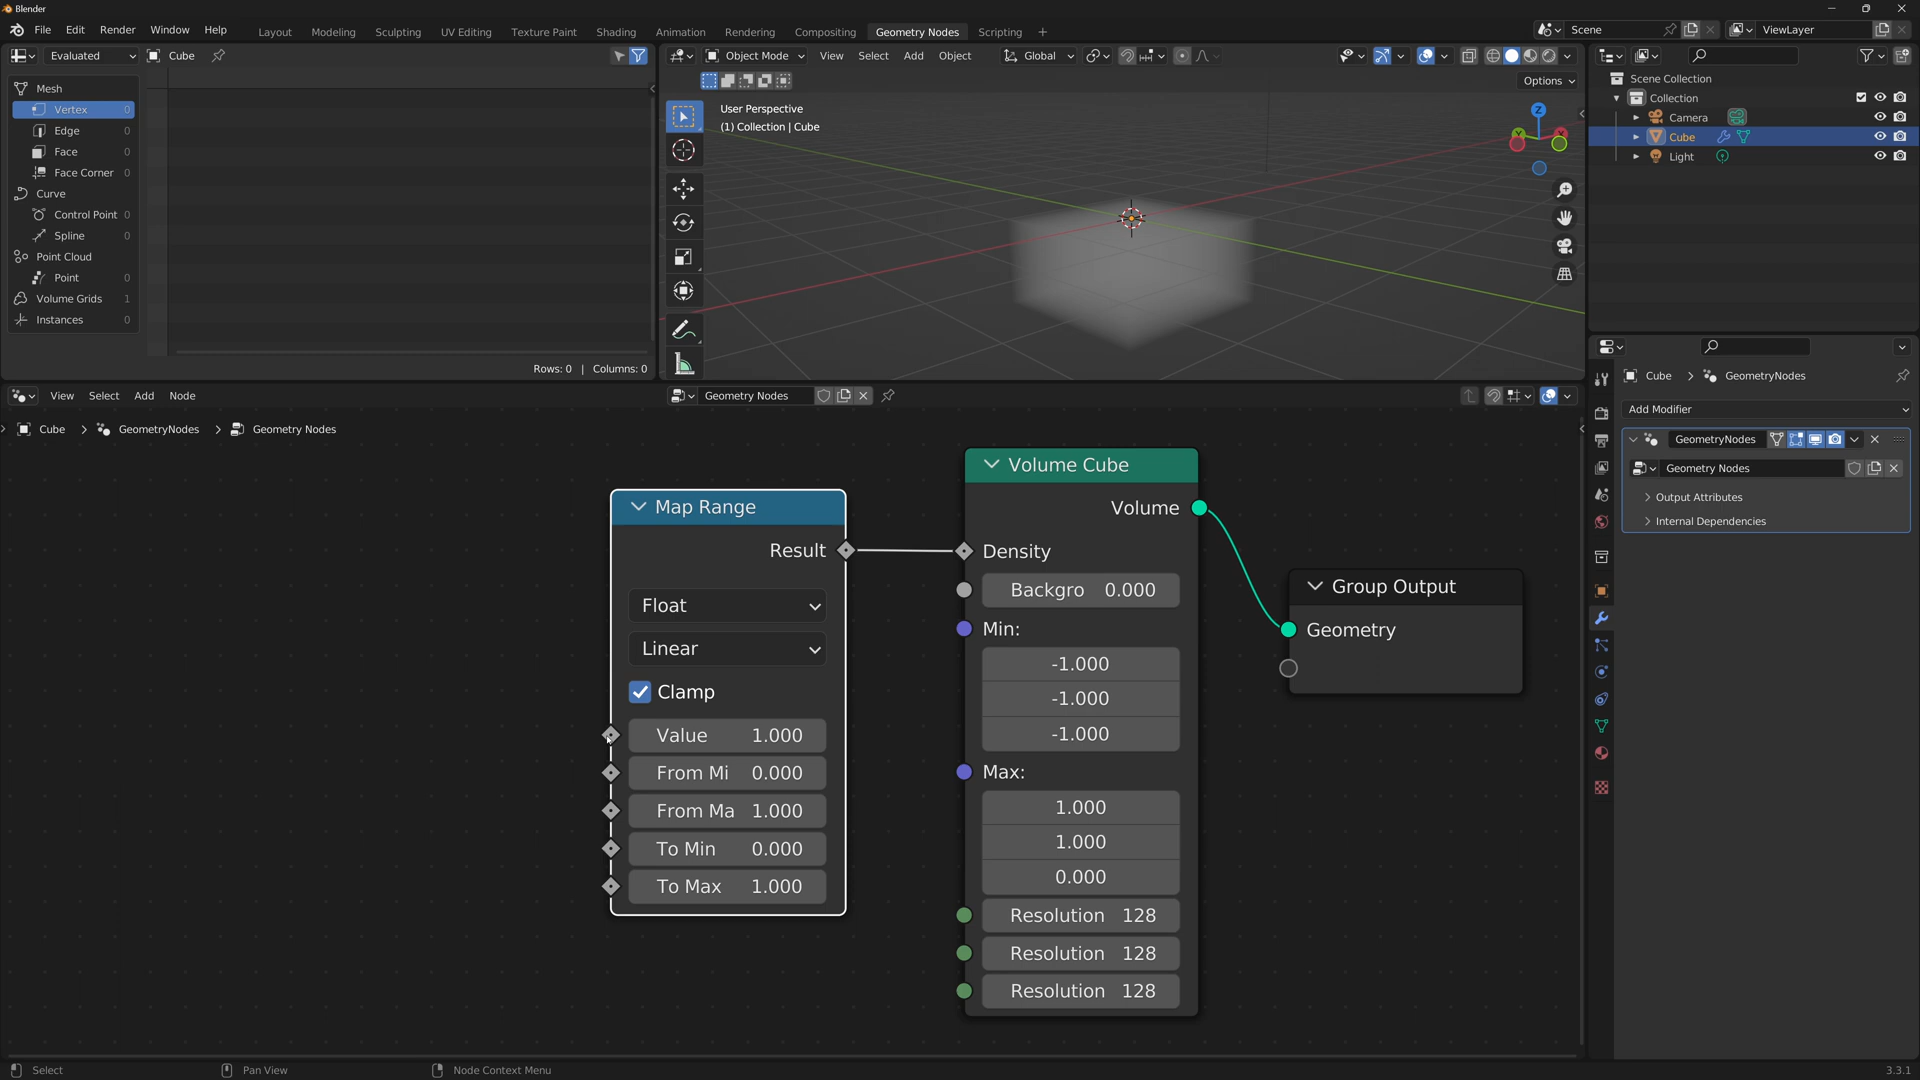 Blender
File Edit Render Window Help Layout Modeling Sculpting UV Editing Texture Paint Shading Animation Rendering Compositing Geometry Nodes Scripting +
Scene
ViewLayer
Evaluated
Cube
Mesh
Vertex 0
Edge 0
Face 0
Face Corner 0
Curve
Control Point 0
Spline 0
Point Cloud
Point 0
Volume Grids 1
Instances 0
Rows: 0 | Columns: 0
Object Mode View Select Add Object Global
Options
User Perspective
(1) Collection | Cube
Z
Scene Collection
Collection
Camera
Cube
Light
Cube > GeometryNodes
Add Modifier
GeometryNodes
Geometry Nodes
Output Attributes
Internal Dependencies
View Select Add Node
Geometry Nodes
Cube > GeometryNodes > Geometry Nodes
Map Range
Result
Float
Linear
Clamp
Value 1.000
From Mi 0.000
From Ma 1.000
To Min 0.000
To Max 1.000
Volume Cube
Volume
Density
Backgro 0.000
Min:
-1.000
-1.000
-1.000
Max:
1.000
1.000
0.000
Resolution 128
Resolution 128
Resolution 128
Group Output
Geometry
Select
Pan View
Node Context Menu
3.3.1